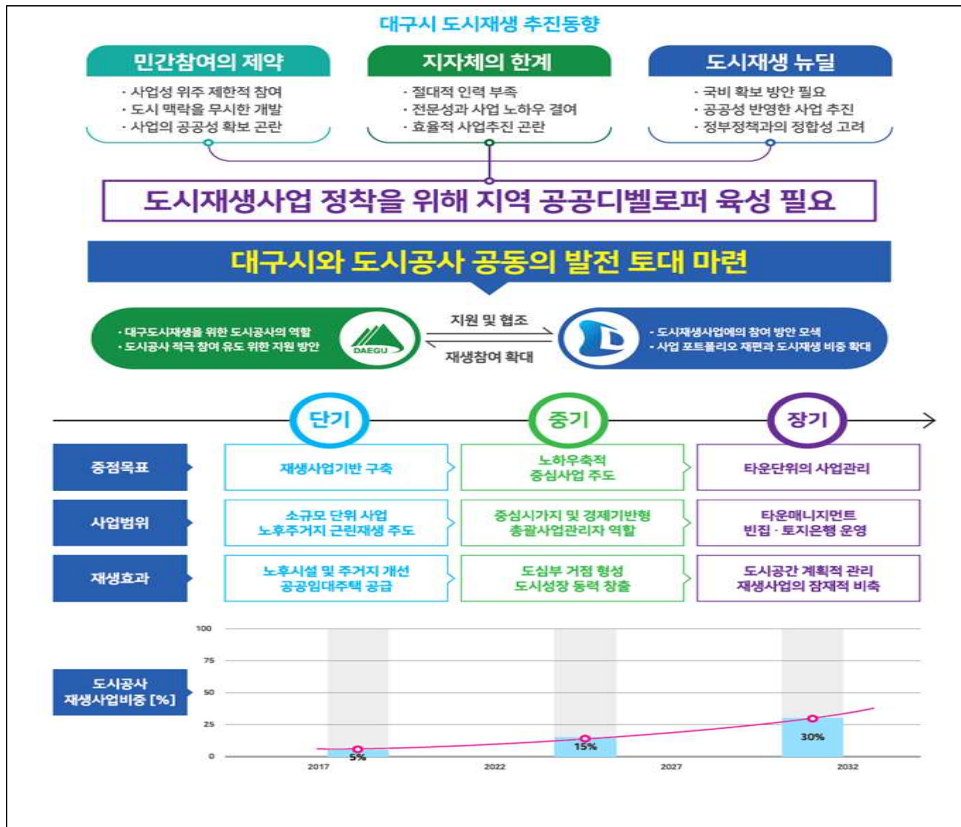 대구시 도시재생 추진동향
민간참여의 제약
· 사업성 위주 제한적 참여
· 도시 맥락을 무시한 개발
· 사업의 공공성 확보 곤란
지자체의 한계
· 절대적 인력 부족
· 전문성과 사업 노하우 결여
· 효율적 사업추진 곤란
도시재생 뉴딜
· 국비 확보 방안 필요
· 공공성 반영한 사업 추진
· 정부정책과의 정합성 고려
도시재생사업 정착을 위해 지역 공공디벨로퍼 육성 필요
대구시와 도시공사 공동의 발전 토대 마련
· 대구도시재생을 위한 도시공사의 역할
· 도시공사 적극 참여 유도 위한 지원 방안
DAEGU
지원 및 협조
재생참여 확대
· 도시재생사업에의 참여 방안 모색
· 사업 포트폴리오 재편과 도시재생 비중 확대
단기
중기
장기
중점목표
재생사업기반 구축
노하우축적
중심사업 주도
타운단위의 사업관리
사업범위
소규모 단위 사업
노후주거지 근린재생 주도
중심시가지 및 경제기반형
총괄사업관리자 역할
타운매니지먼트
빈집 · 토지은행 운영
재생효과
노후시설 및 주거지 개선
공공임대주택 공급
도심부 거점 형성
도시성장 동력 창출
도시공간 계획적 관리
재생사업의 잠재적 비축
도시공사
재생사업비중 [%]
100
75
50
25
0
5%
15%
30%
2017
2022
2027
2032